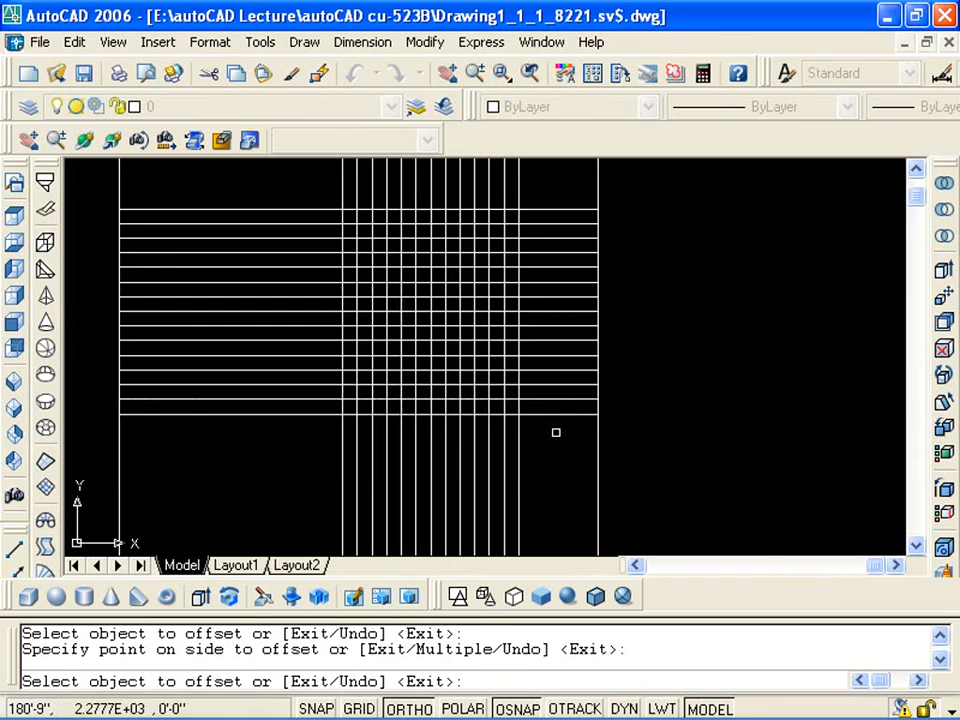 AutoCAD 2006 - [E:\autoCAD Lecture\autoCAD cu-523B\Drawing1_1_1_8221.sv$.dwg]
File Edit View Insert Format Tools Draw Dimension Modify Express Window Help
Standard
0 ByLayer ByLayer ByLaye
Y
X
Model Layout1 Layout2
Select object to offset or [Exit/Undo] <Exit>:
Specify point on side to offset or [Exit/Multiple/Undo] <Exit>:
Select object to offset or [Exit/Undo] <Exit>:
180'-9", 2.2777E+03 , 0'-0" SNAP GRID ORTHO POLAR OSNAP OTRACK DYN LWT MODEL